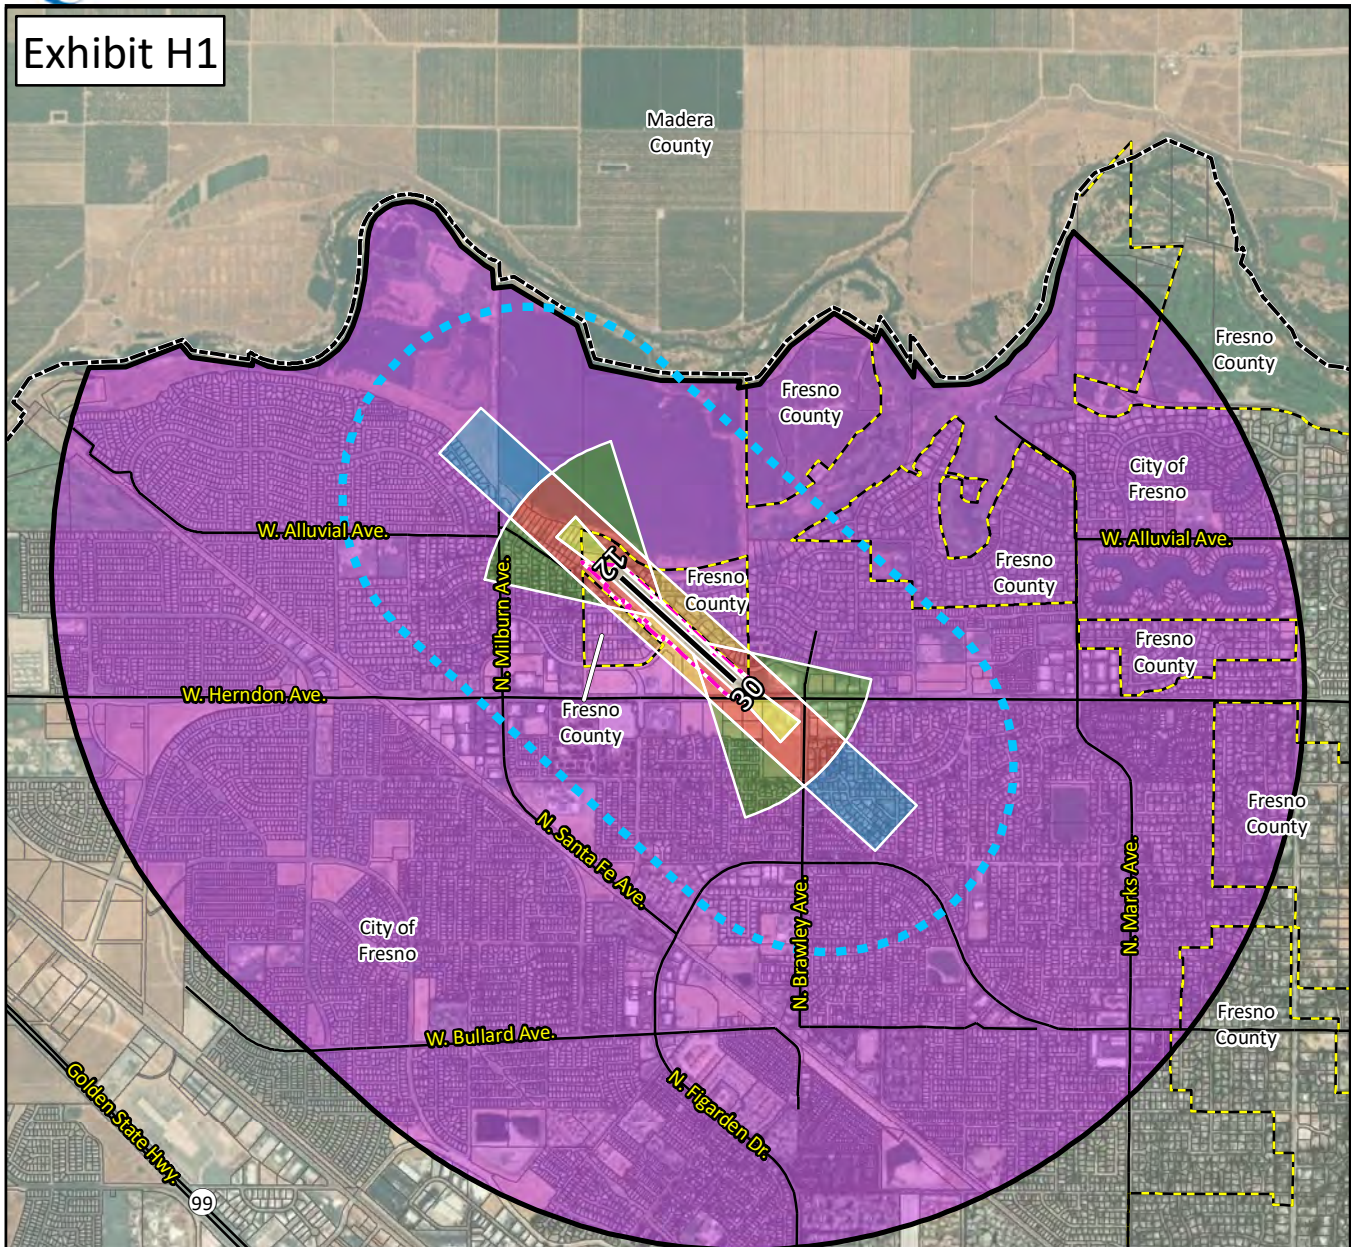 Exhibit H1
Madera
County
Fresno
County
Fresno
County
City of
Fresno
W. Alluvial Ave.
W. Alluvial Ave.
12
Fresno
County
Fresno
County
N. Milburn Ave.
Fresno
County
W. Herndon Ave.
30
Fresno
County
Fresno
County
N. Santa Fe Ave.
N. Brawley Ave.
N. Marks Ave.
City of
Fresno
Fresno
County
W. Bullard Ave.
Golden State Hwy.
N. Figarden Dr.
99